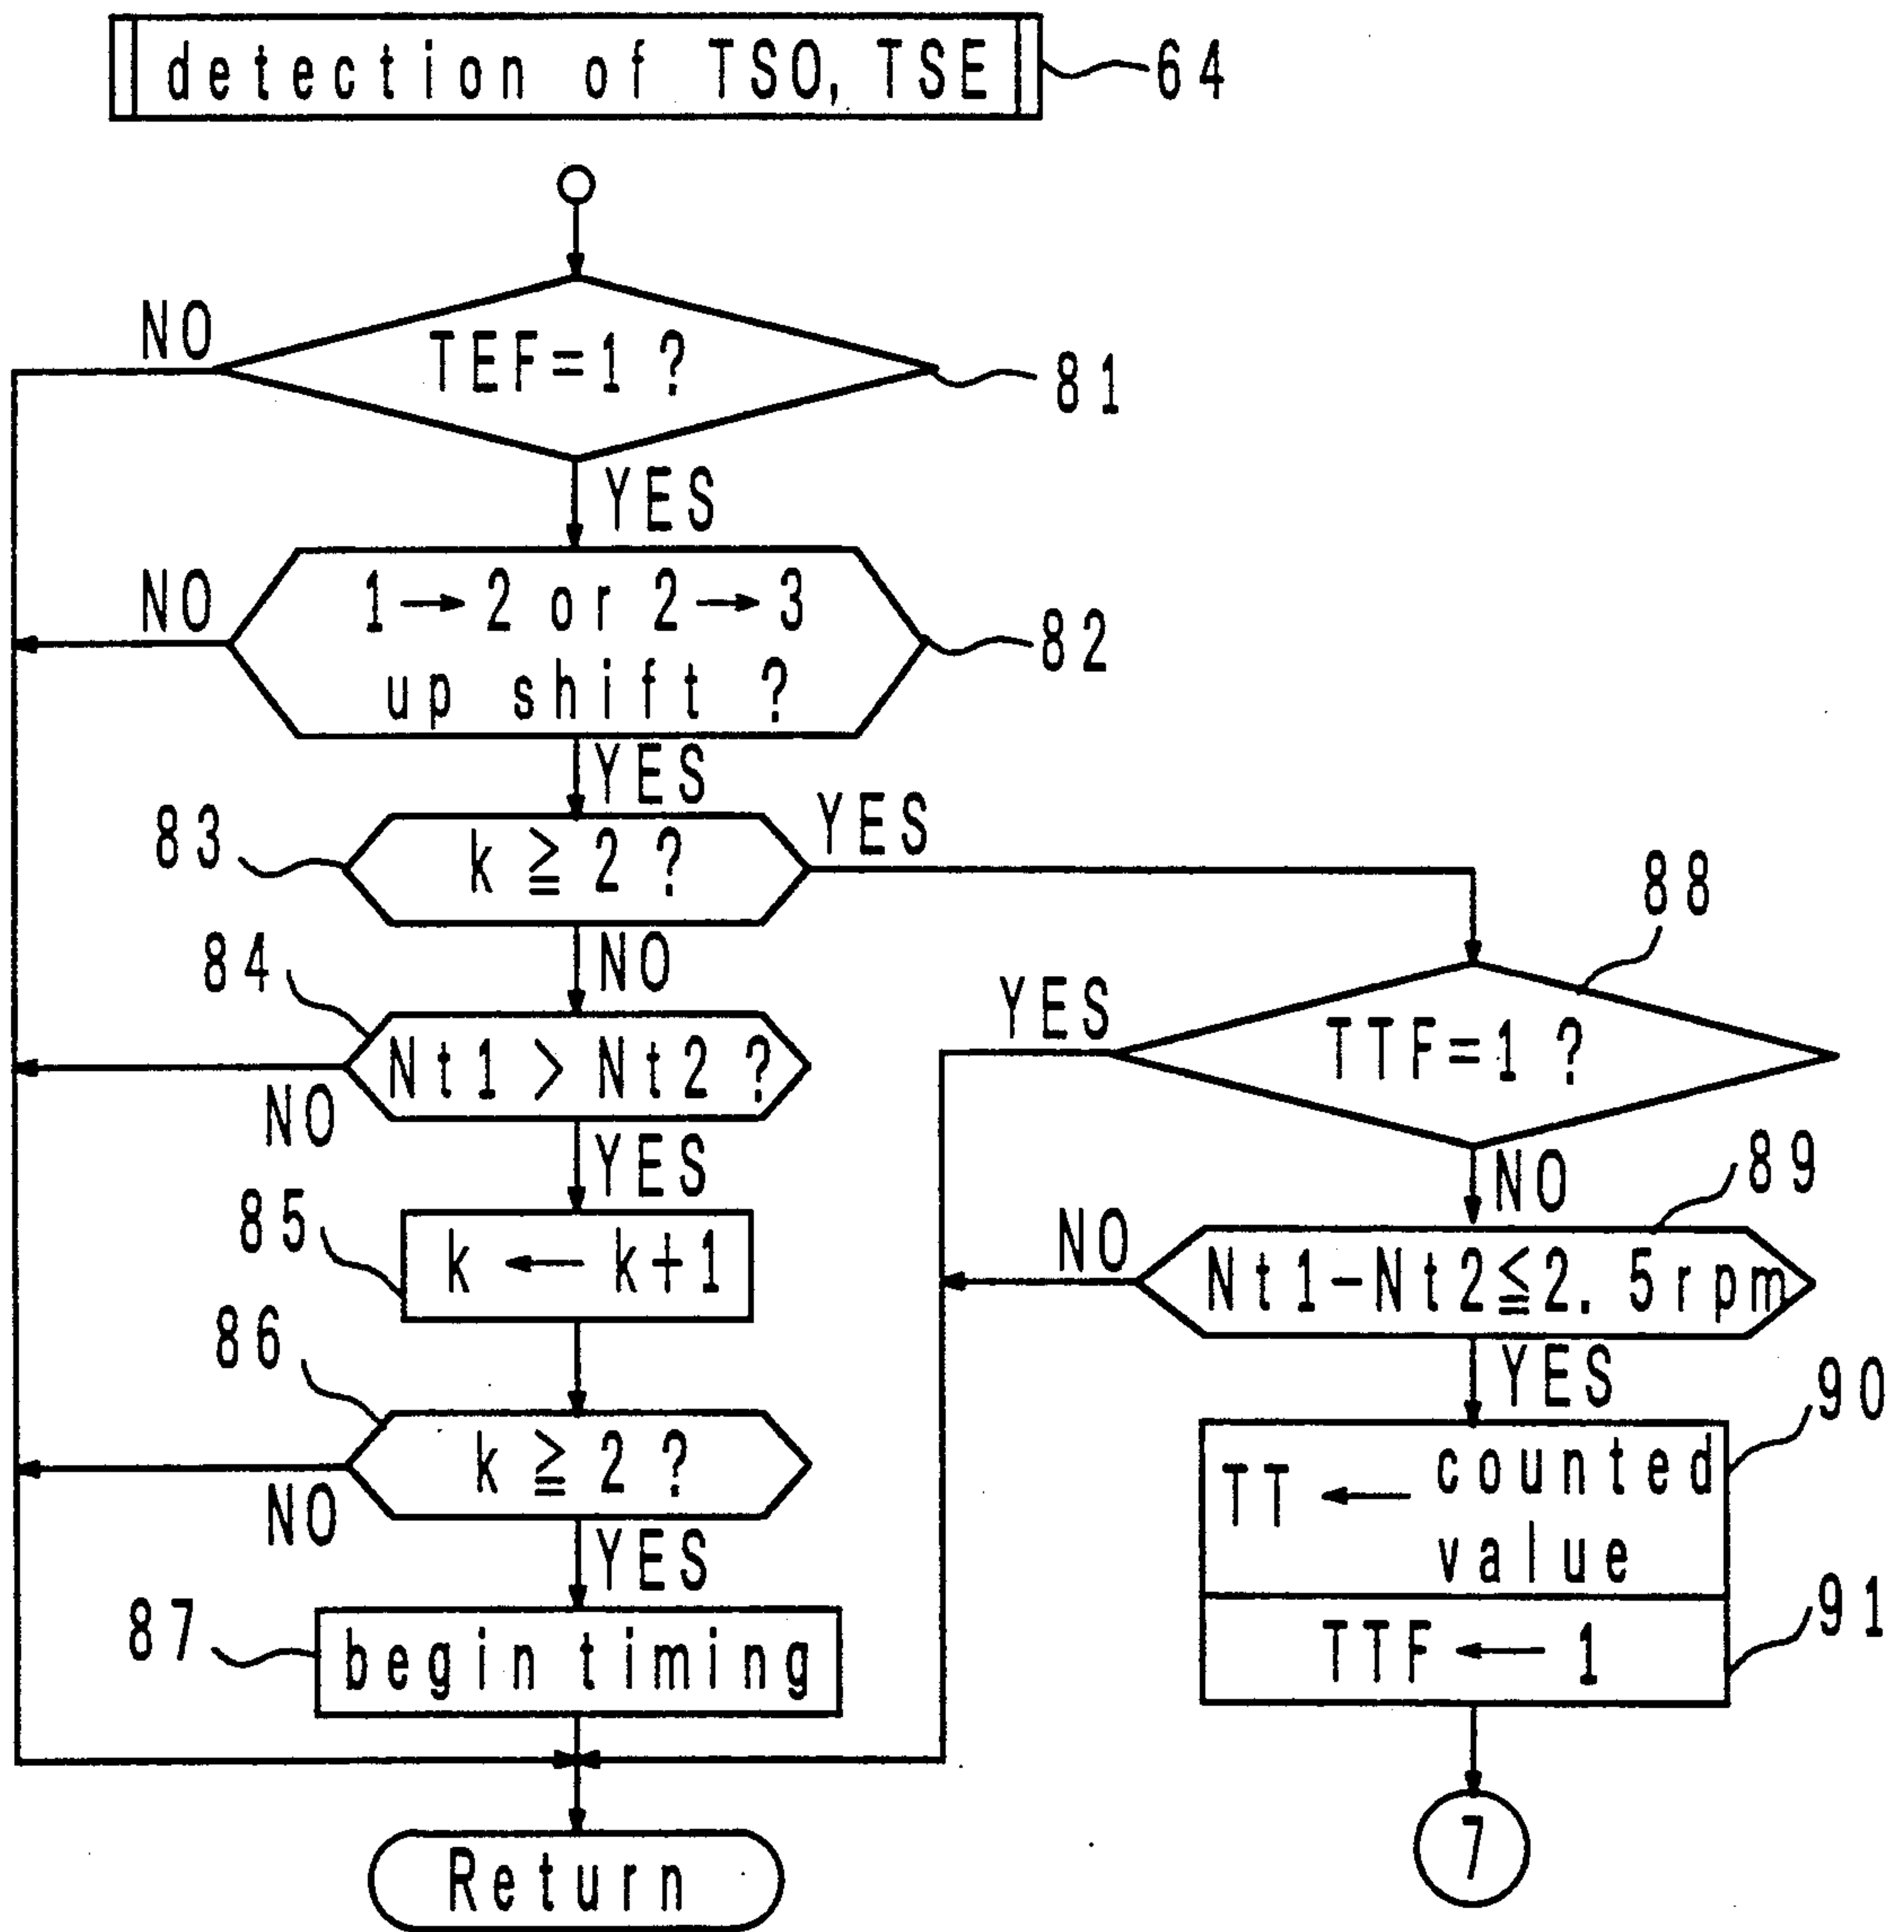 detection of TSO, TSE
64
NO
TEF=1 ?
81
YES
NO
1→2 or 2→3
up shift ?
82
YES
83
k ≧ 2 ?
YES
88
84
NO
Nt1 > Nt2 ?
NO
YES
TTF=1 ?
YES
NO
89
85
k ← k+1
NO
Nt1-Nt2≦2. 5rpm
86
YES
90
k ≧ 2 ?
NO
TT ← counted
value
YES
87
begin timing
TTF ← 1
91
Return
7